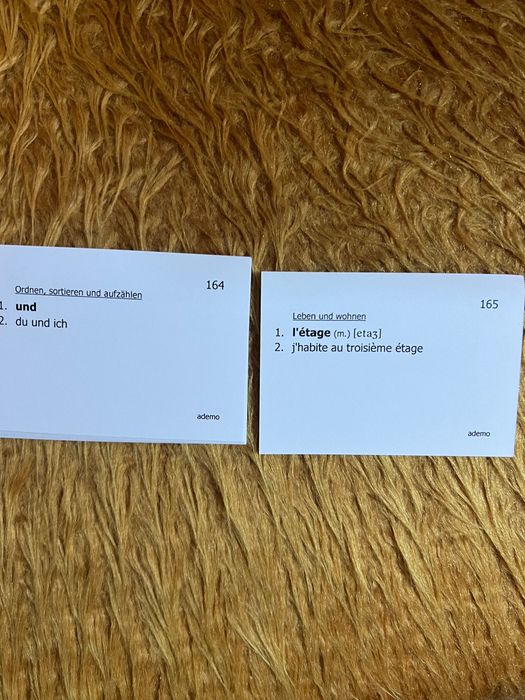 164
Ordnen, sortieren und aufzählen
1. und
2. du und ich
ademo
165
Leben und wohnen
1. l'étage (m.) [etaʒ]
2. j'habite au troisième étage
ademo